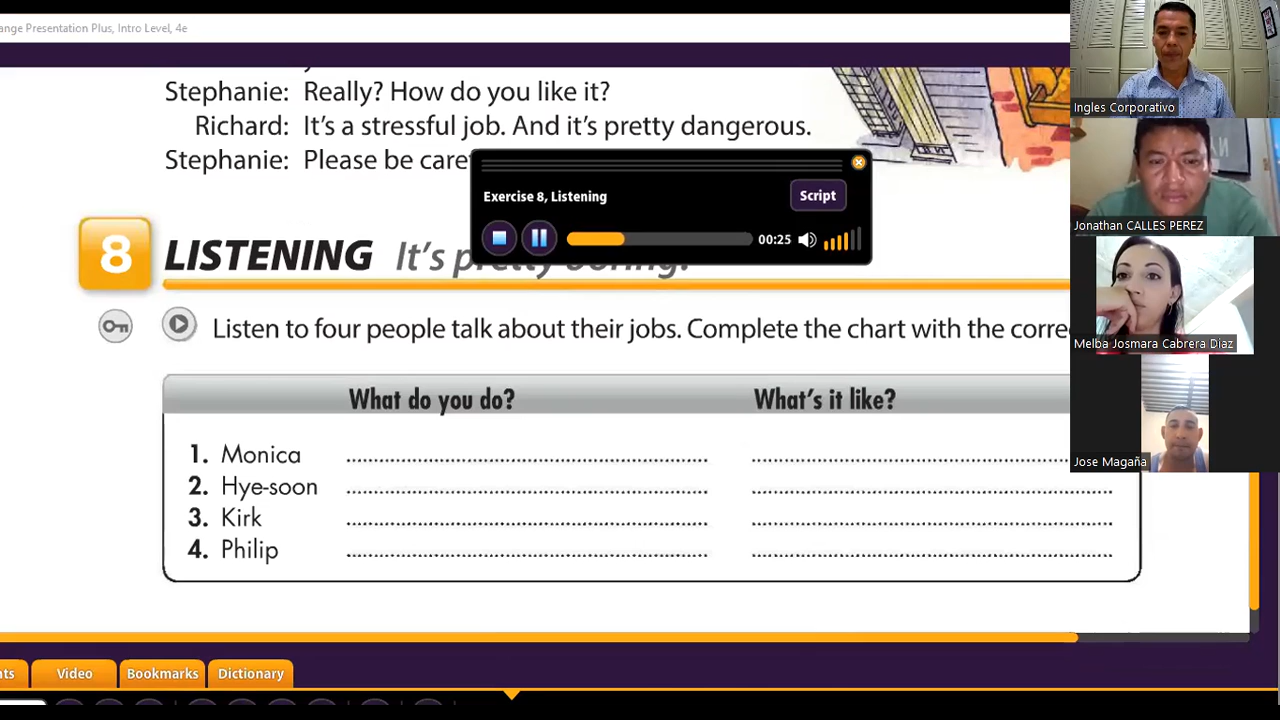 ange Presentation Plus, Intro Level, 4e
Stephanie: Really? How do you like it?
Richard: It's a stressful job. And it's pretty dangerous.
Stephanie: Please be care
Exercise 8, Listening
Script
00:25
8 LISTENING It's pretty boring.
Listen to four people talk about their jobs. Complete the chart with the corre
What do you do? What's it like?
1. Monica
2. Hye-soon
3. Kirk
4. Philip
nts Video Bookmarks Dictionary
Ingles Corporativo
Jonathan CALLES PEREZ
Melba Josmara Cabrera Diaz
Jose Magaña